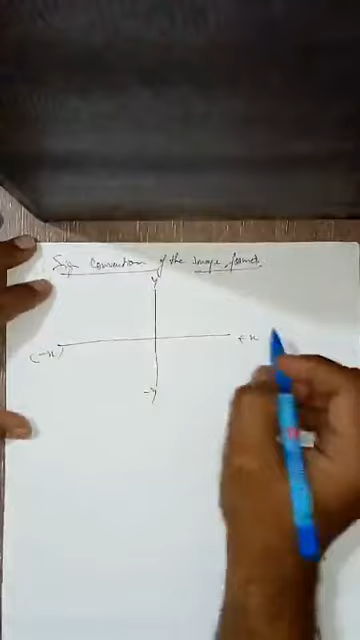 Sign Convention of the image formed
y
(-x) +x
-y